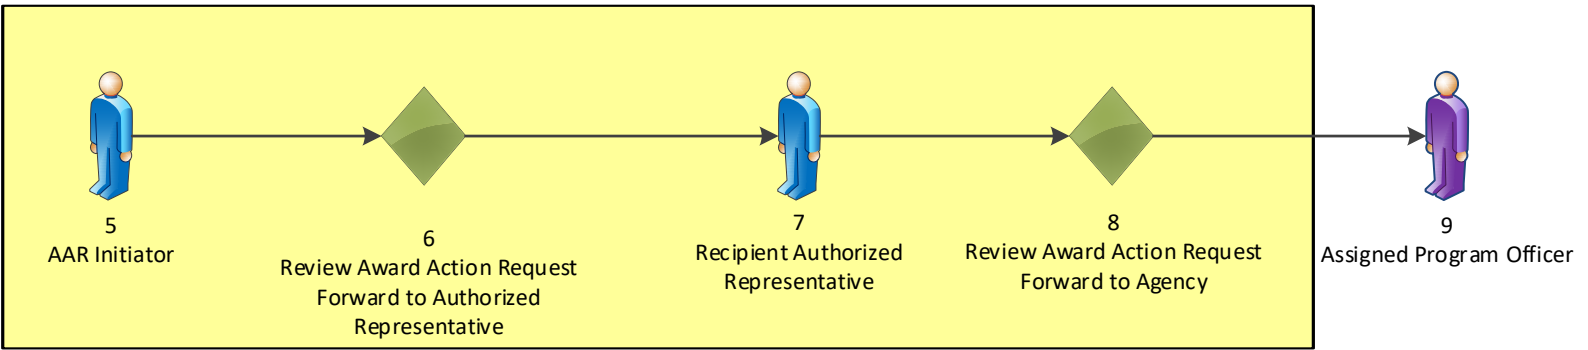 5
AAR Initiator
6
Review Award Action Request
Forward to Authorized
Representative
7
Recipient Authorized
Representative
8
Review Award Action Request
Forward to Agency
9
Assigned Program Officer